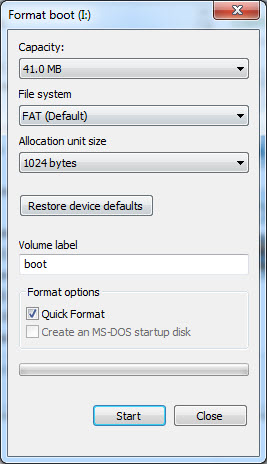 Format boot (I:)
Capacity:
41.0 MB
File system
FAT (Default)
Allocation unit size
1024 bytes
Restore device defaults
Volume label
boot
Format options
Quick Format
Create an MS-DOS startup disk
Start
Close